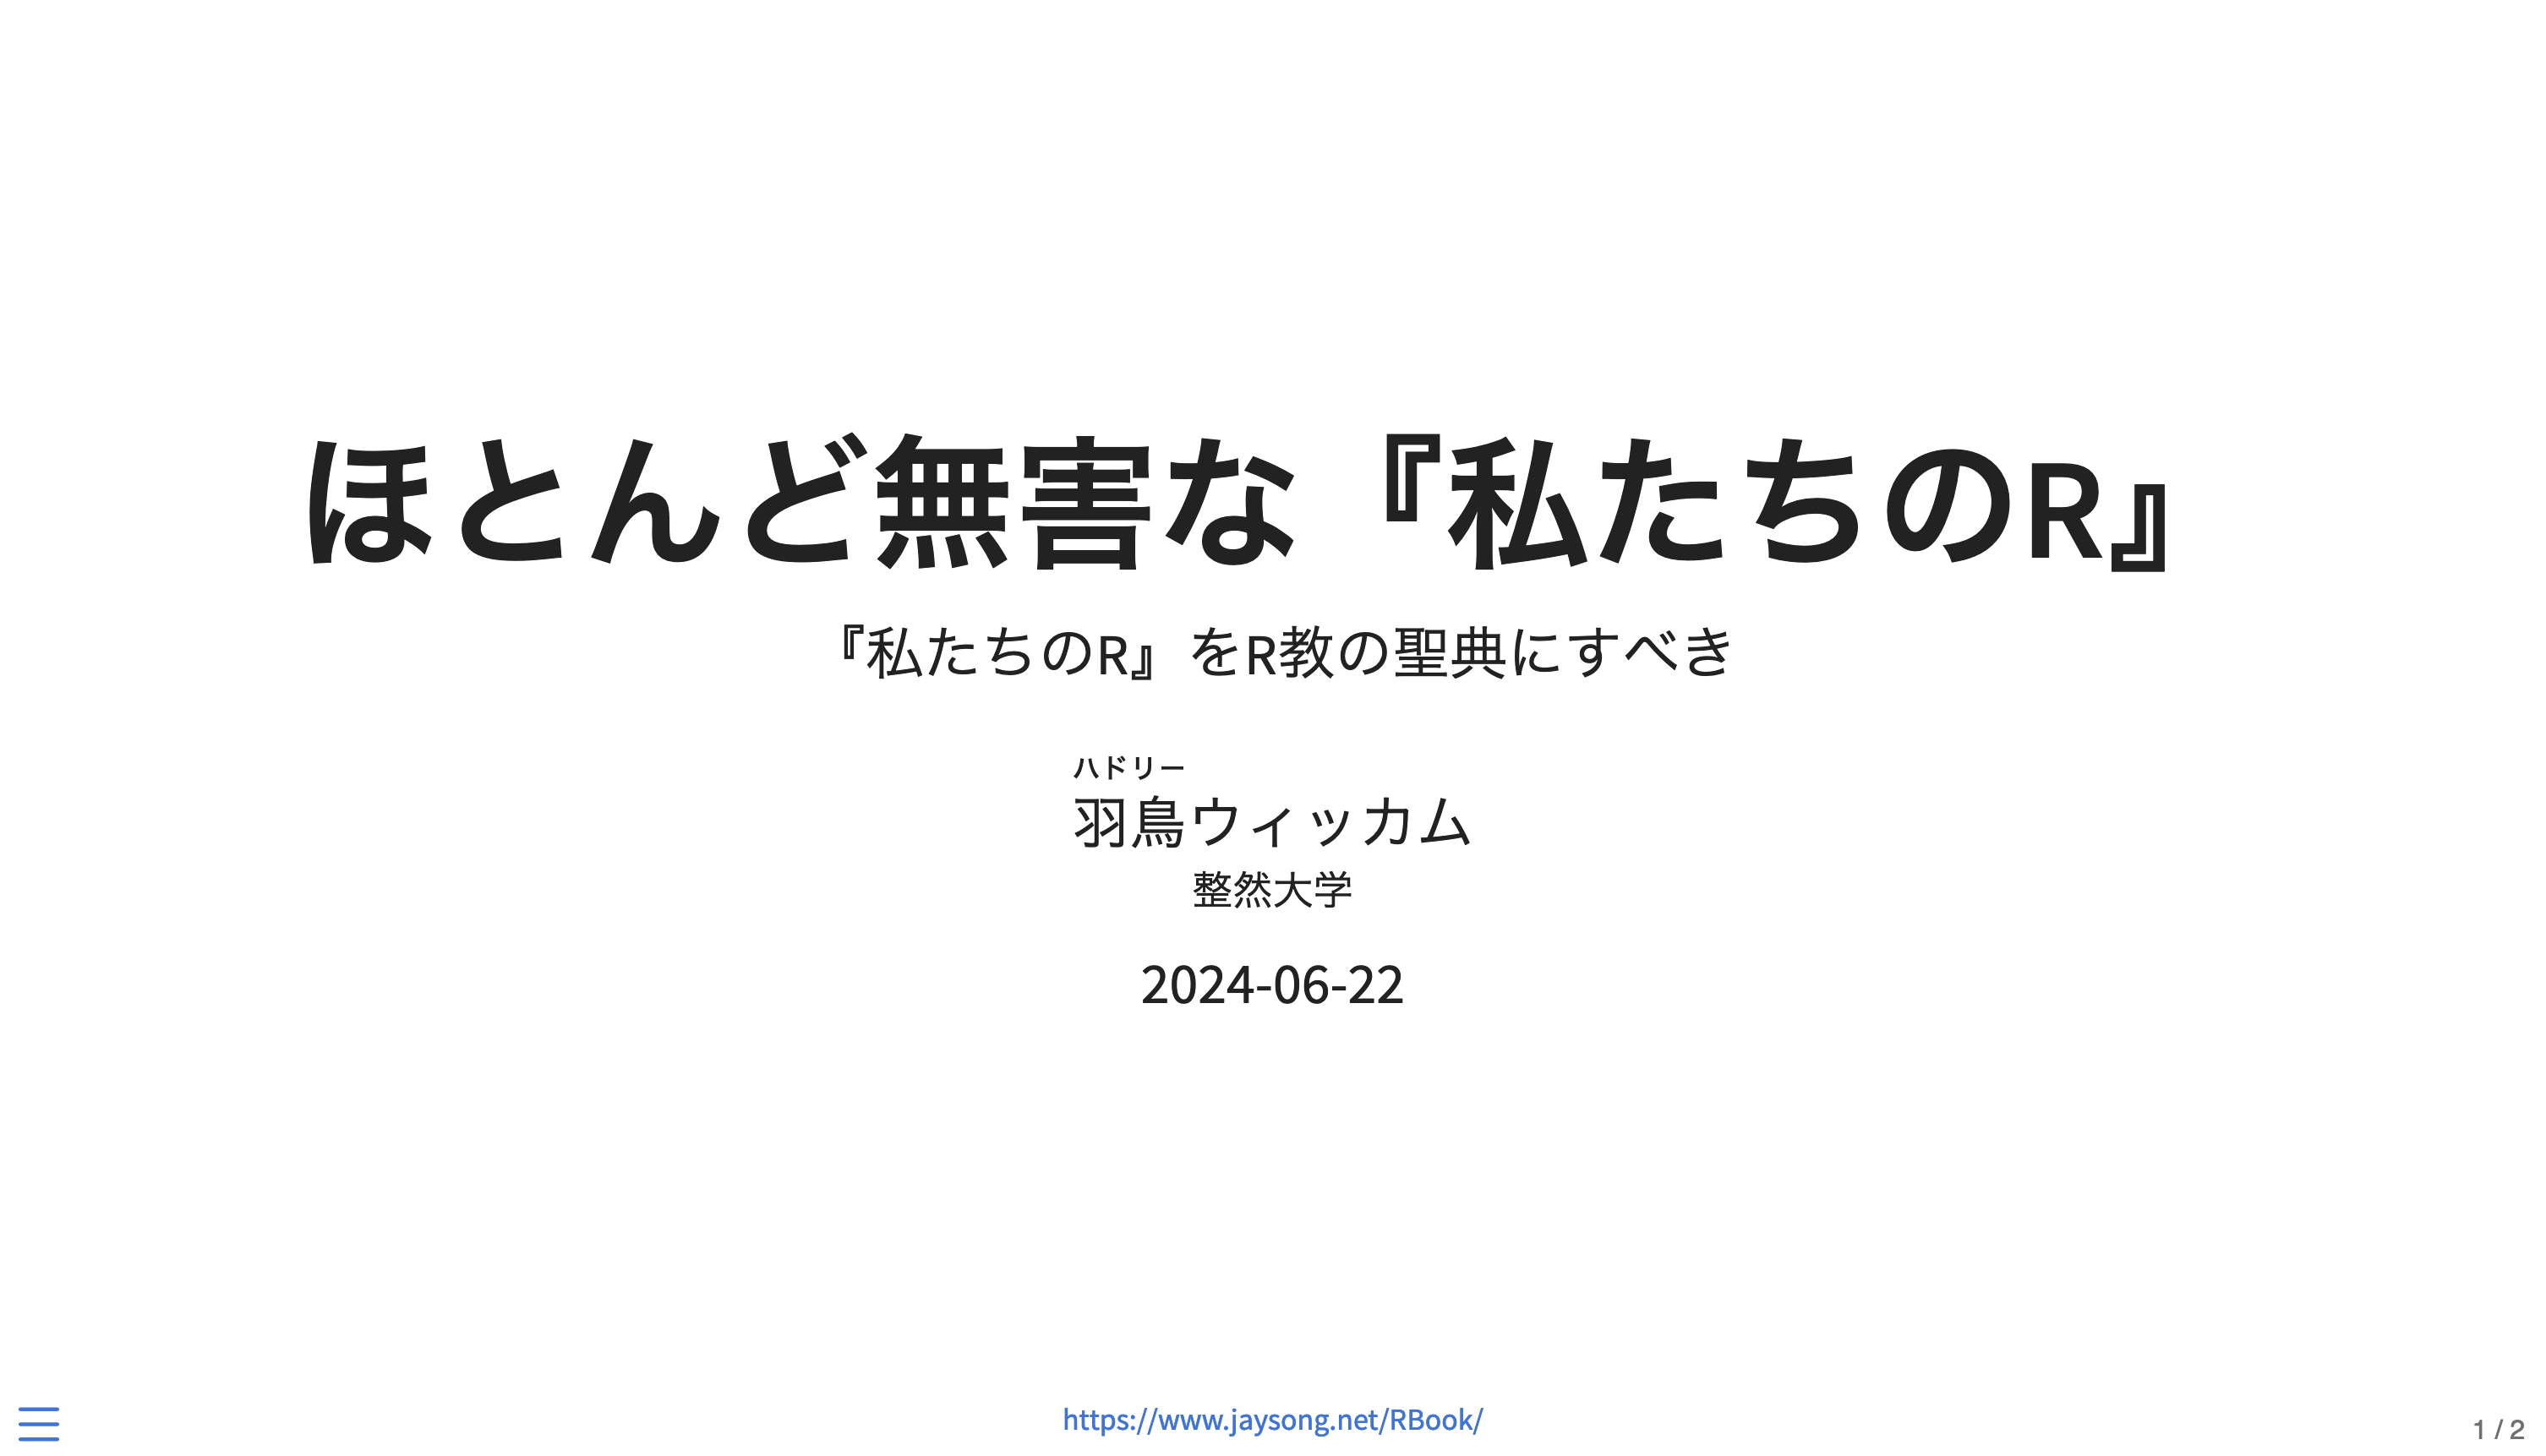 ほとんど無害な『私たちのR』
『私たちのR』をR教の聖典にすべき
ハドリー
羽鳥ウィッカム
整然大学
2024-06-22
https://www.jaysong.net/RBook/
1 / 2